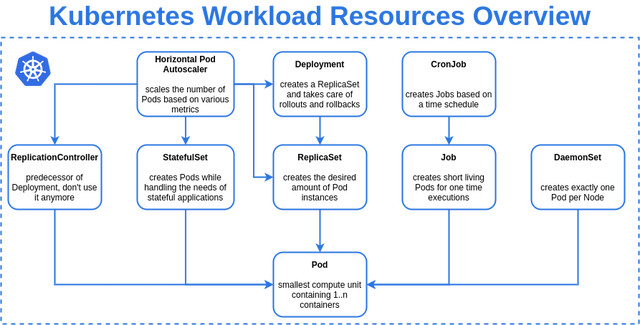 Kubernetes Workload Resources Overview
Horizontal Pod
Autoscaler
scales the number of
Pods based on various
metrics
Deployment
creates a ReplicaSet
and takes care of
rollouts and rollbacks
CronJob
creates Jobs based on
a time schedule
ReplicationController
predecessor of
Deployment, don't use
it anymore
StatefulSet
creates Pods while
handling the needs of
stateful applications
ReplicaSet
creates the desired
amount of Pod
instances
Job
creates short living
Pods for one time
executions
DaemonSet
creates exactly one
Pod per Node
Pod
smallest compute unit
containing 1..n
containers